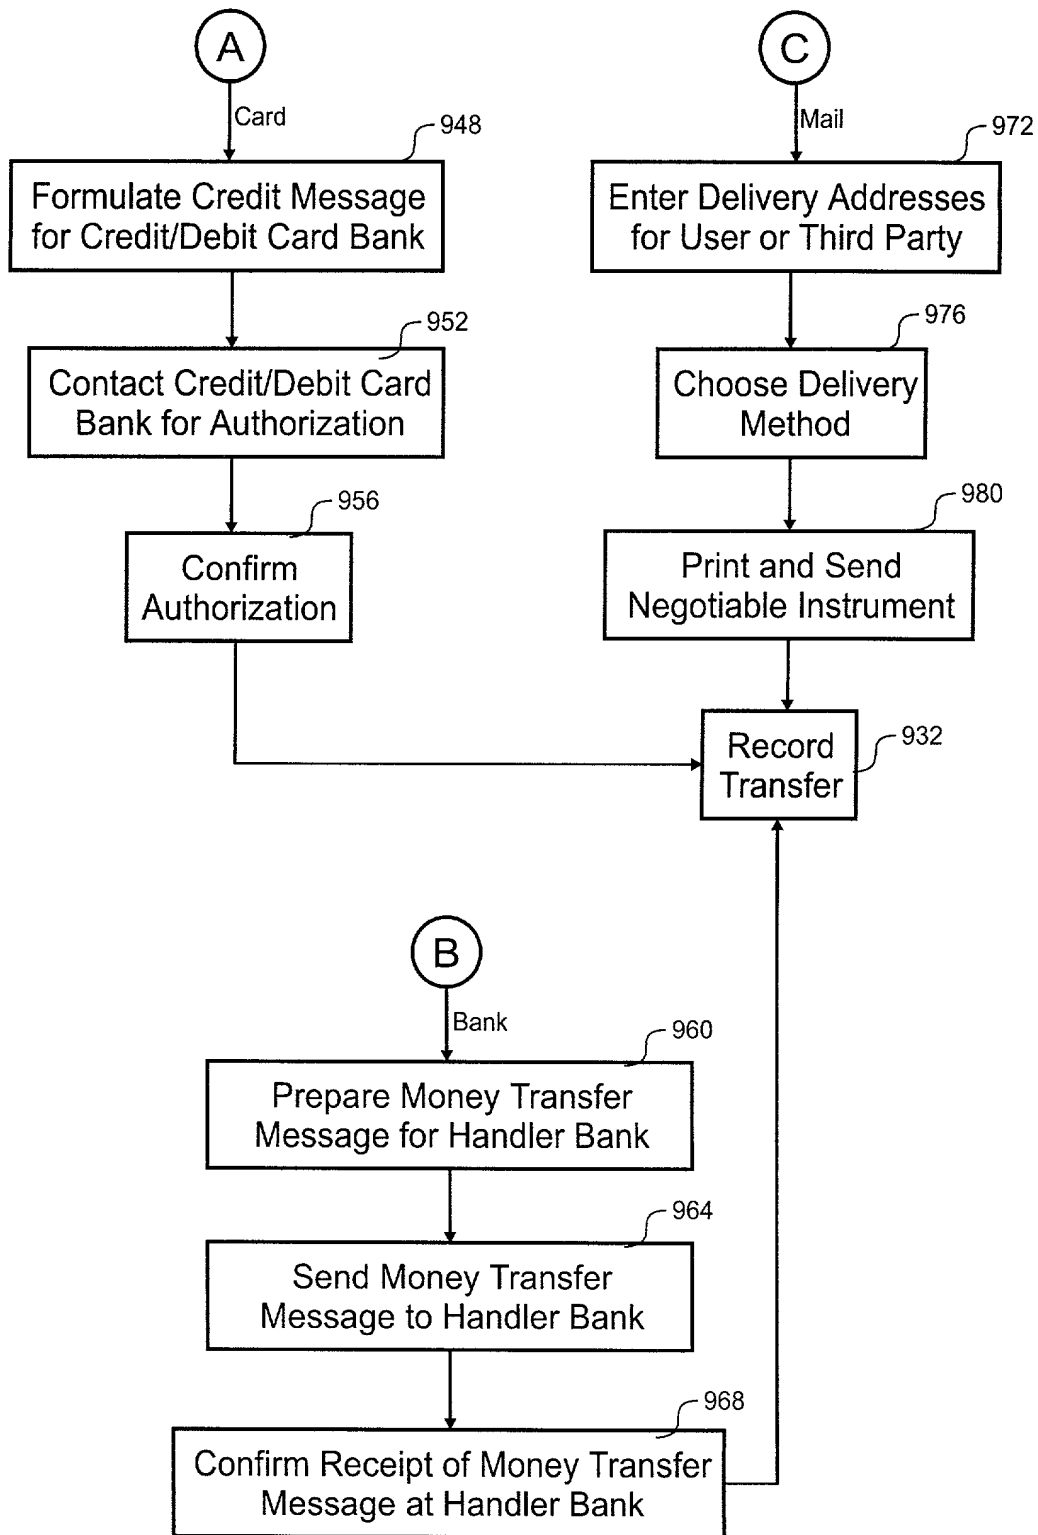 A
Card
948
Formulate Credit Message
for Credit/Debit Card Bank
952
Contact Credit/Debit Card
Bank for Authorization
956
Confirm
Authorization
C
Mail
972
Enter Delivery Addresses
for User or Third Party
976
Choose Delivery
Method
980
Print and Send
Negotiable Instrument
Record
Transfer
932
B
Bank
960
Prepare Money Transfer
Message for Handler Bank
964
Send Money Transfer
Message to Handler Bank
968
Confirm Receipt of Money Transfer
Message at Handler Bank